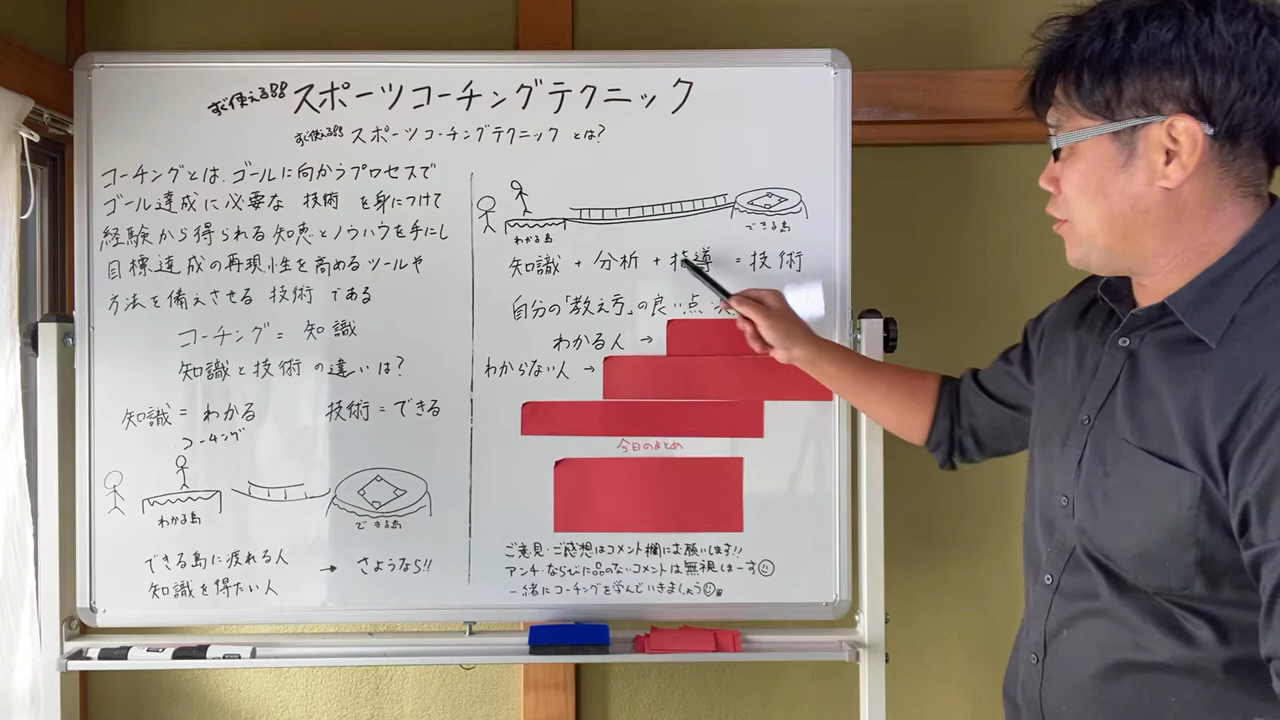 すぐ使える!! スポーツコーチングテクニック
すぐ使える!! スポーツコーチングテクニック とは?
コーチングとは、ゴールに向かうプロセスで
ゴール達成に必要な 技術 を身につけて
経験から得られる知恵とノウハウを手にし
目標達成の再現性を高めるツールや
方法を備えさせる 技術 である
コーチング = 知識
知識と技術の違いは?
知識 = わかる 技術 = できる
コーチング
わかる島
できる島
できる島に疲れる人
知識を得たい人
→ さようなら!!
わかる島
できる島
知識 + 分析 + 指導 = 技術
自分の「教え方」の良い点
わかる人 →
わからない人 →
今日のまとめ
ご意見・ご感想はコメント欄にお願いします!!
アンチ・ならびに品のないコメントは無視しまーす
一緒にコーチングを学んでいきましょう